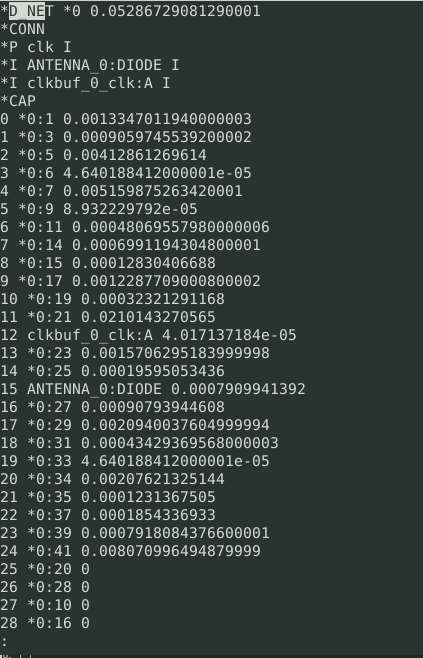 *D_NET *0 0.05286729081290001
*CONN
*P clk I
*I ANTENNA_0:DIODE I
*I clkbuf_0_clk:A I
*CAP
0 *0:1 0.0013347011940000003
1 *0:3 0.0009059745539200002
2 *0:5 0.00412861269614
3 *0:6 4.640188412000001e-05
4 *0:7 0.005159875263420001
5 *0:9 8.932229792e-05
6 *0:11 0.00048069557980000006
7 *0:14 0.0006991194304800001
8 *0:15 0.00012830406688
9 *0:17 0.0012287709000800002
10 *0:19 0.00032321291168
11 *0:21 0.0210143270565
12 clkbuf_0_clk:A 4.017137184e-05
13 *0:23 0.0015706295183999998
14 *0:25 0.00019595053436
15 ANTENNA_0:DIODE 0.0007909941392
16 *0:27 0.00090793944608
17 *0:29 0.0020940037604999994
18 *0:31 0.00043429369568000003
19 *0:33 4.640188412000001e-05
20 *0:34 0.00207621325144
21 *0:35 0.0001231367505
22 *0:37 0.0001854336933
23 *0:39 0.0007918084376600001
24 *0:41 0.008070996494879999
25 *0:20 0
26 *0:28 0
27 *0:10 0
28 *0:16 0
: